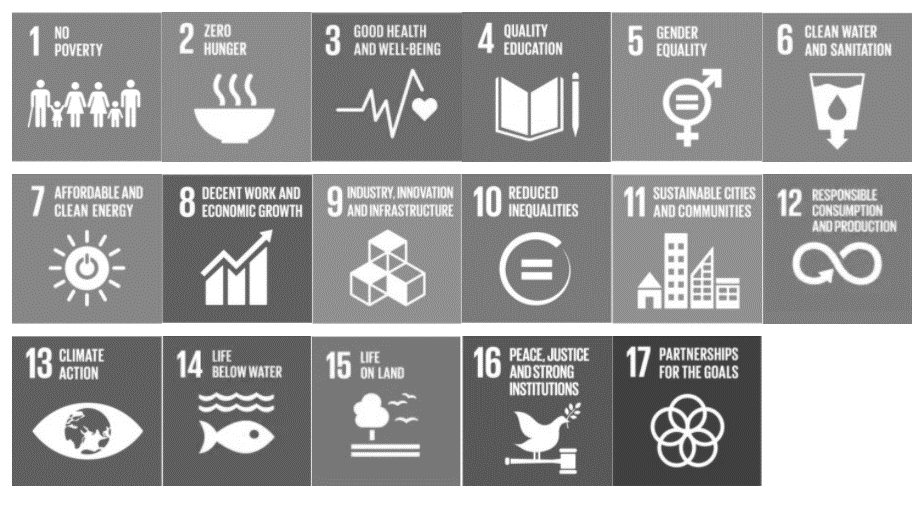 1 NO
POVERTY
2 ZERO
HUNGER
3 GOOD HEALTH
AND WELL-BEING
4 QUALITY
EDUCATION
5 GENDER
EQUALITY
6 CLEAN WATER
AND SANITATION
7 AFFORDABLE AND
CLEAN ENERGY
8 DECENT WORK AND
ECONOMIC GROWTH
9 INDUSTRY, INNOVATION
AND INFRASTRUCTURE
10 REDUCED
INEQUALITIES
11 SUSTAINABLE CITIES
AND COMMUNITIES
12 RESPONSIBLE
CONSUMPTION
AND PRODUCTION
13 CLIMATE
ACTION
14 LIFE
BELOW WATER
15 LIFE
ON LAND
16 PEACE, JUSTICE
AND STRONG
INSTITUTIONS
17 PARTNERSHIPS
FOR THE GOALS